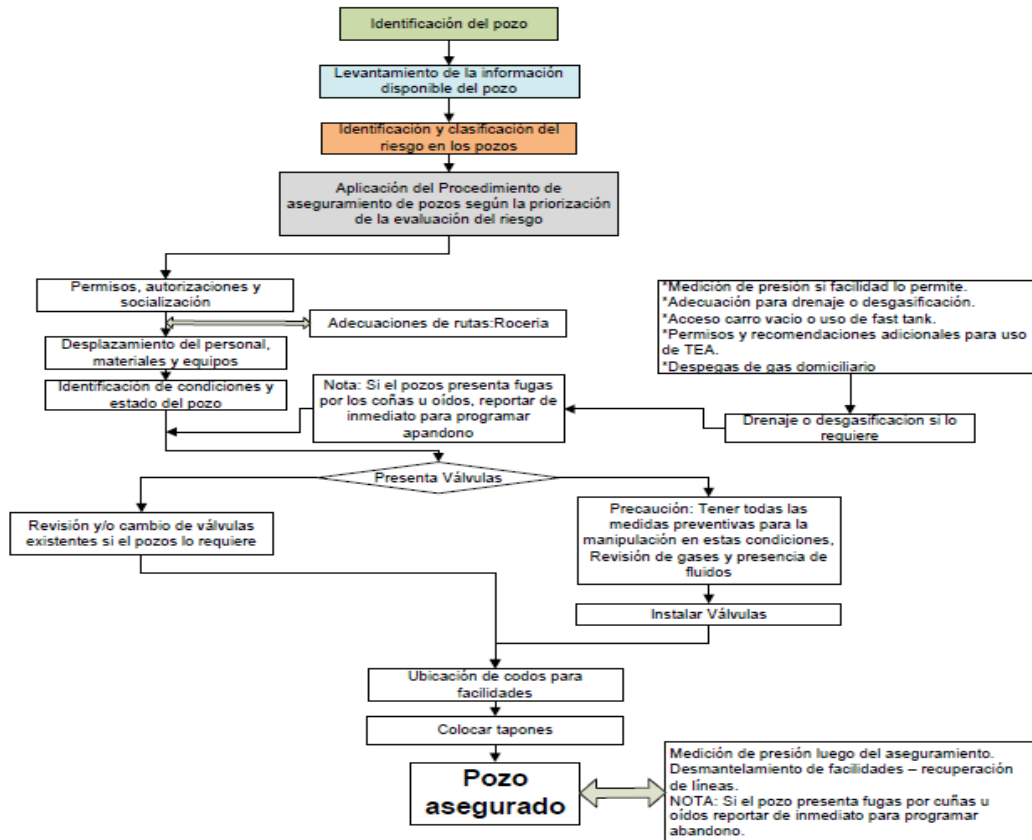 Identificación del pozo
Levantamiento de la información
disponible del pozo
Identificación y clasificación del
riesgo en los pozos
Aplicación del Procedimiento de
aseguramiento de pozos según la priorización
de la evaluación del riesgo
Permisos, autorizaciones y
socialización
Adecuaciones de rutas:Roceria
Desplazamiento del personal,
materiales y equipos
Identificación de condiciones y
estado del pozo
*Medición de presión si facilidad lo permite.
*Adecuación para drenaje o desgasificación.
*Acceso carro vacio o uso de fast tank.
*Permisos y recomendaciones adicionales para uso
de TEA.
*Despegas de gas domiciliario
Drenaje o desgasificacion si lo
requiere
Nota: Si el pozos presenta fugas
por los coñas u oídos, reportar de
inmediato para programar
apandono
Presenta Válvulas
Revisión y/o cambio de válvulas
existentes si el pozos lo requiere
Precaución: Tener todas las
medidas preventivas para la
manipulación en estas condiciones,
Revisión de gases y presencia de
fluidos
Instalar Válvulas
Ubicación de codos para
facilidades
Colocar tapones
Pozo
asegurado
Medición de presión luego del aseguramiento.
Desmantelamiento de facilidades – recuperación
de líneas.
NOTA: Si el pozo presenta fugas por cuñas u
oídos reportar de inmediato para programar
abandono.